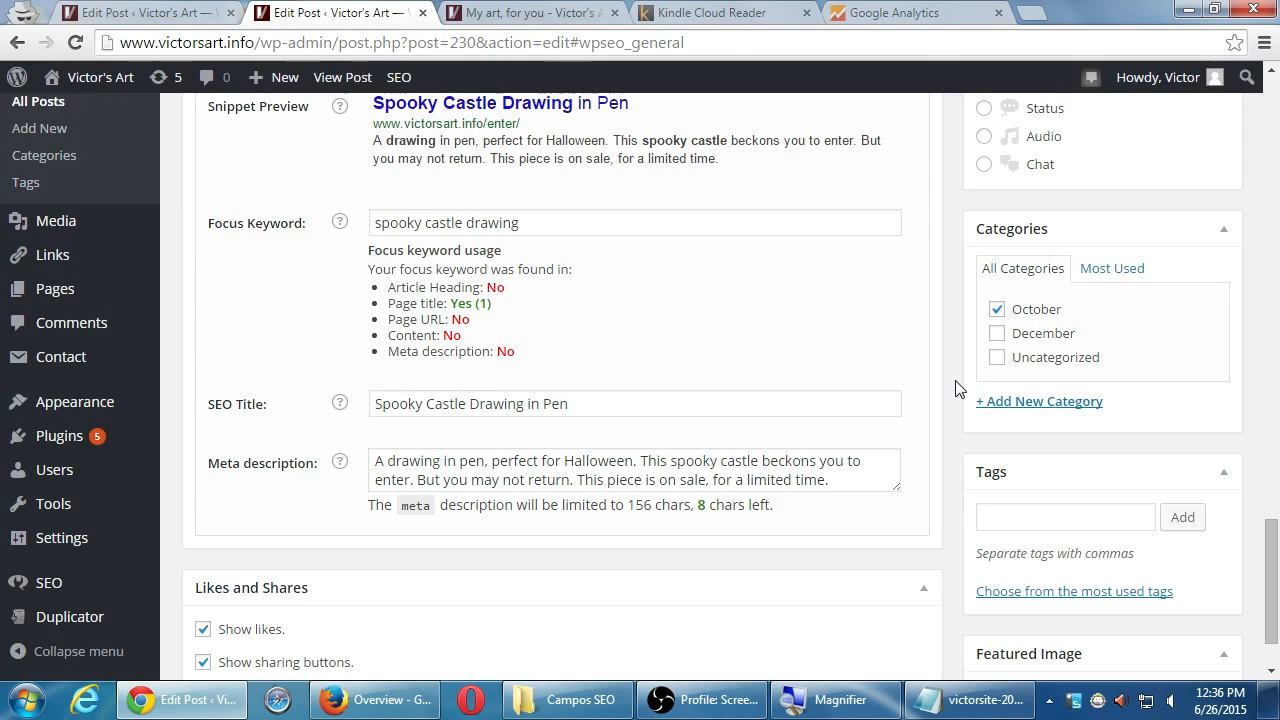 Edit Post ‹ Victor's Art —
Edit Post ‹ Victor's Art —
My art, for you - Victor's A
Kindle Cloud Reader
Google Analytics
www.victorsart.info/wp-admin/post.php?post=230&action=edit#wpseo_general
Victor's Art 5 0 New View Post SEO Howdy, Victor
All Posts
Add New
Categories
Tags
Media
Links
Pages
Comments
Contact
Appearance
Plugins 5
Users
Tools
Settings
SEO
Duplicator
Collapse menu
Snippet Preview ?
Spooky Castle Drawing in Pen
www.victorsart.info/enter/
A drawing in pen, perfect for Halloween. This spooky castle beckons you to enter. But
you may not return. This piece is on sale, for a limited time.
Focus Keyword: ? spooky castle drawing
Focus keyword usage
Your focus keyword was found in:
• Article Heading: No
• Page title: Yes (1)
• Page URL: No
• Content: No
• Meta description: No
SEO Title: ? Spooky Castle Drawing in Pen
Meta description: ? A drawing in pen, perfect for Halloween. This spooky castle beckons you to
enter. But you may not return. This piece is on sale, for a limited time.
The meta description will be limited to 156 chars, 8 chars left.
Likes and Shares
Show likes.
Show sharing buttons.
Status
Audio
Chat
Categories
All Categories Most Used
October
December
Uncategorized
+ Add New Category
Tags
Add
Separate tags with commas
Choose from the most used tags
Featured Image
Edit Post ‹ Vi...
Overview - G...
Campos SEO
Profile: Scree...
Magnifier
victorsite-20...
12:36 PM
6/26/2015